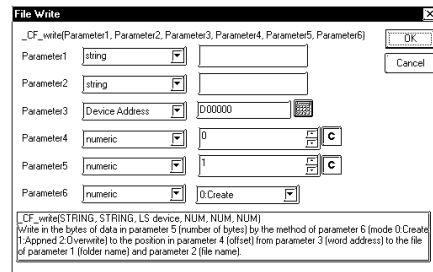 File Write
_CF_write(Parameter1, Parameter2, Parameter3, Parameter4, Parameter5, Parameter6)
OK
Cancel
Parameter1 string
Parameter2 string
Parameter3 Device Address D00000
Parameter4 numeric 0 C
Parameter5 numeric 1 C
Parameter6 numeric 0:Create
_CF_write(STRING, STRING, LS device, NUM, NUM, NUM)
Write in the bytes of data in parameter 5 (number of bytes) by the method of parameter 6 (mode 0:Create
1:Appned 2:Overwrite) to the position in parameter 4 (offset) from parameter 3 (word address) to the file
of parameter 1 (folder name) and parameter 2 (file name).